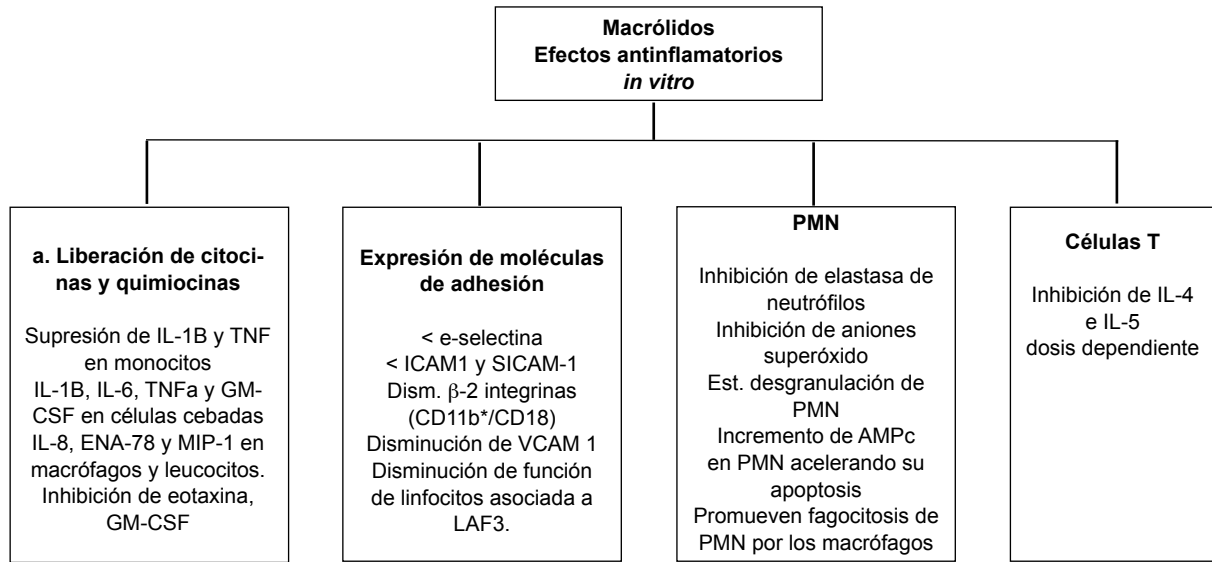 Macrólidos
Efectos antinflamatorios
in vitro
a. Liberación de citoci-
nas y quimiocinas
Supresión de IL-1B y TNF
en monocitos
IL-1B, IL-6, TNFa y GM-
CSF en células cebadas
IL-8, ENA-78 y MIP-1 en
macrófagos y leucocitos.
Inhibición de eotaxina,
GM-CSF
Expresión de moléculas
de adhesión
< e-selectina
< ICAM1 y SICAM-1
Dism. β-2 integrinas
(CD11b*/CD18)
Disminución de VCAM 1
Disminución de función
de linfocitos asociada a
LAF3.
PMN
Inhibición de elastasa de
neutrófilos
Inhibición de aniones
superóxido
Est. desgranulación de
PMN
Incremento de AMPc
en PMN acelerando su
apoptosis
Promueven fagocitosis de
PMN por los macrófagos
Células T
Inhibición de IL-4
e IL-5
dosis dependiente